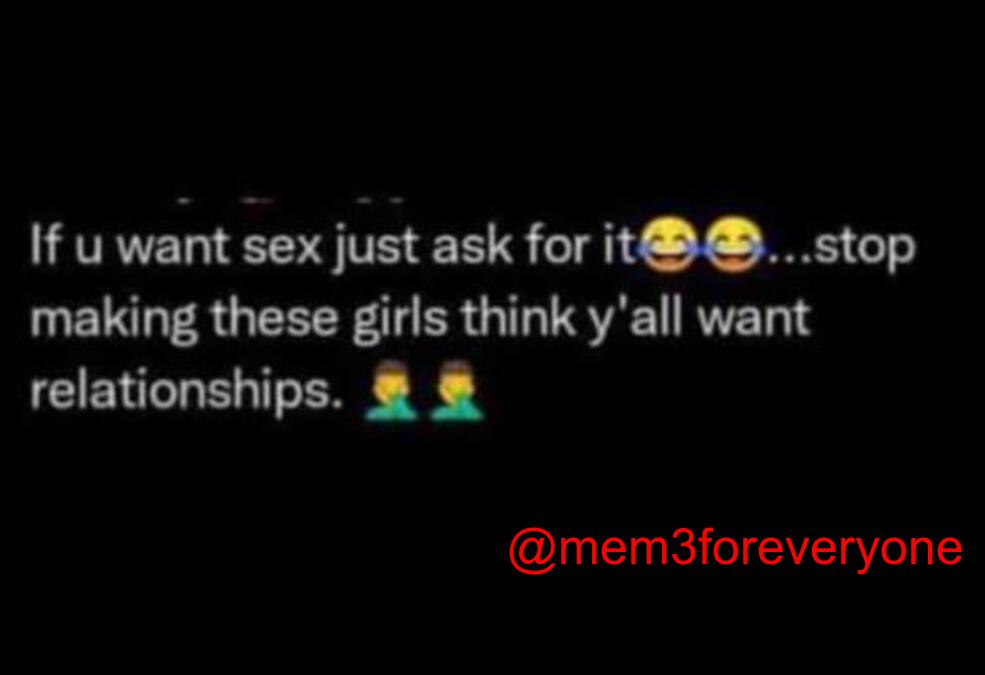 If u want sex just ask for it😂😂...stop
making these girls think y'all want
relationships. 🤦‍♂️🤦‍♂️
@mem3foreveryone